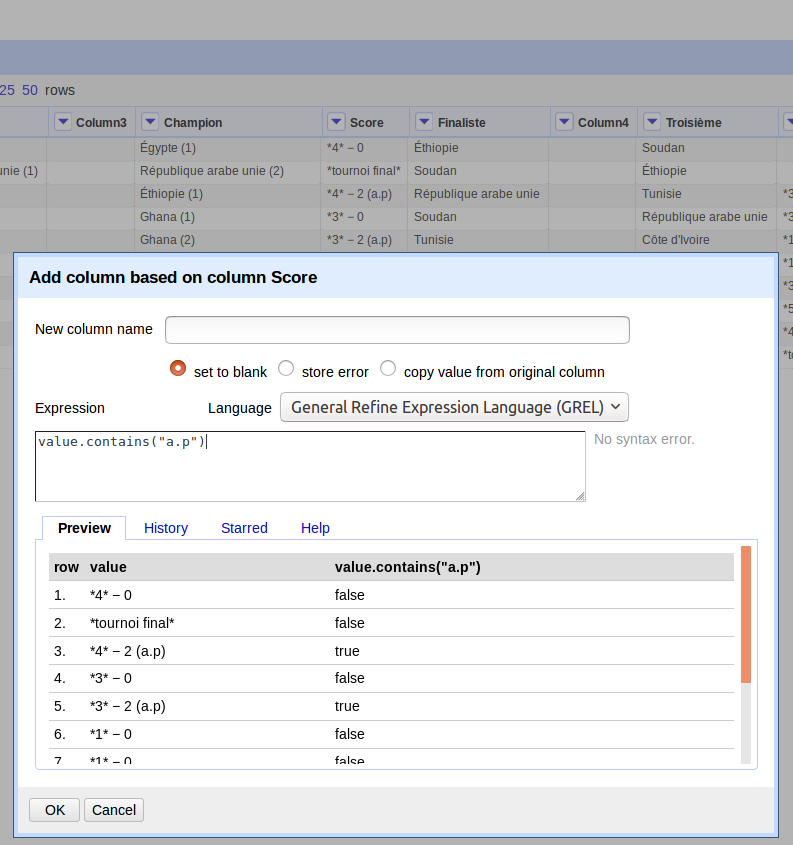 25 50 rows
Column3 Champion Score Finaliste Column4 Troisième
Égypte (1) *4* − 0 Éthiopie Soudan
nie (1) République arabe unie (2) *tournoi final* Soudan Éthiopie
Éthiopie (1) *4* − 2 (a.p) République arabe unie Tunisie *3
Ghana (1) *3* − 0 Soudan République arabe unie *3
Ghana (2) *3* − 2 (a.p) Tunisie Côte d'Ivoire *1
*1
Add column based on column Score
*3
*5
New column name
*4
*to
set to blank store error copy value from original column
Expression Language General Refine Expression Language (GREL)
value.contains("a.p") No syntax error.
Preview History Starred Help
row value value.contains("a.p")
1. *4* − 0 false
2. *tournoi final* false
3. *4* − 2 (a.p) true
4. *3* − 0 false
5. *3* − 2 (a.p) true
6. *1* − 0 false
7. *1* − 0 false
OK Cancel